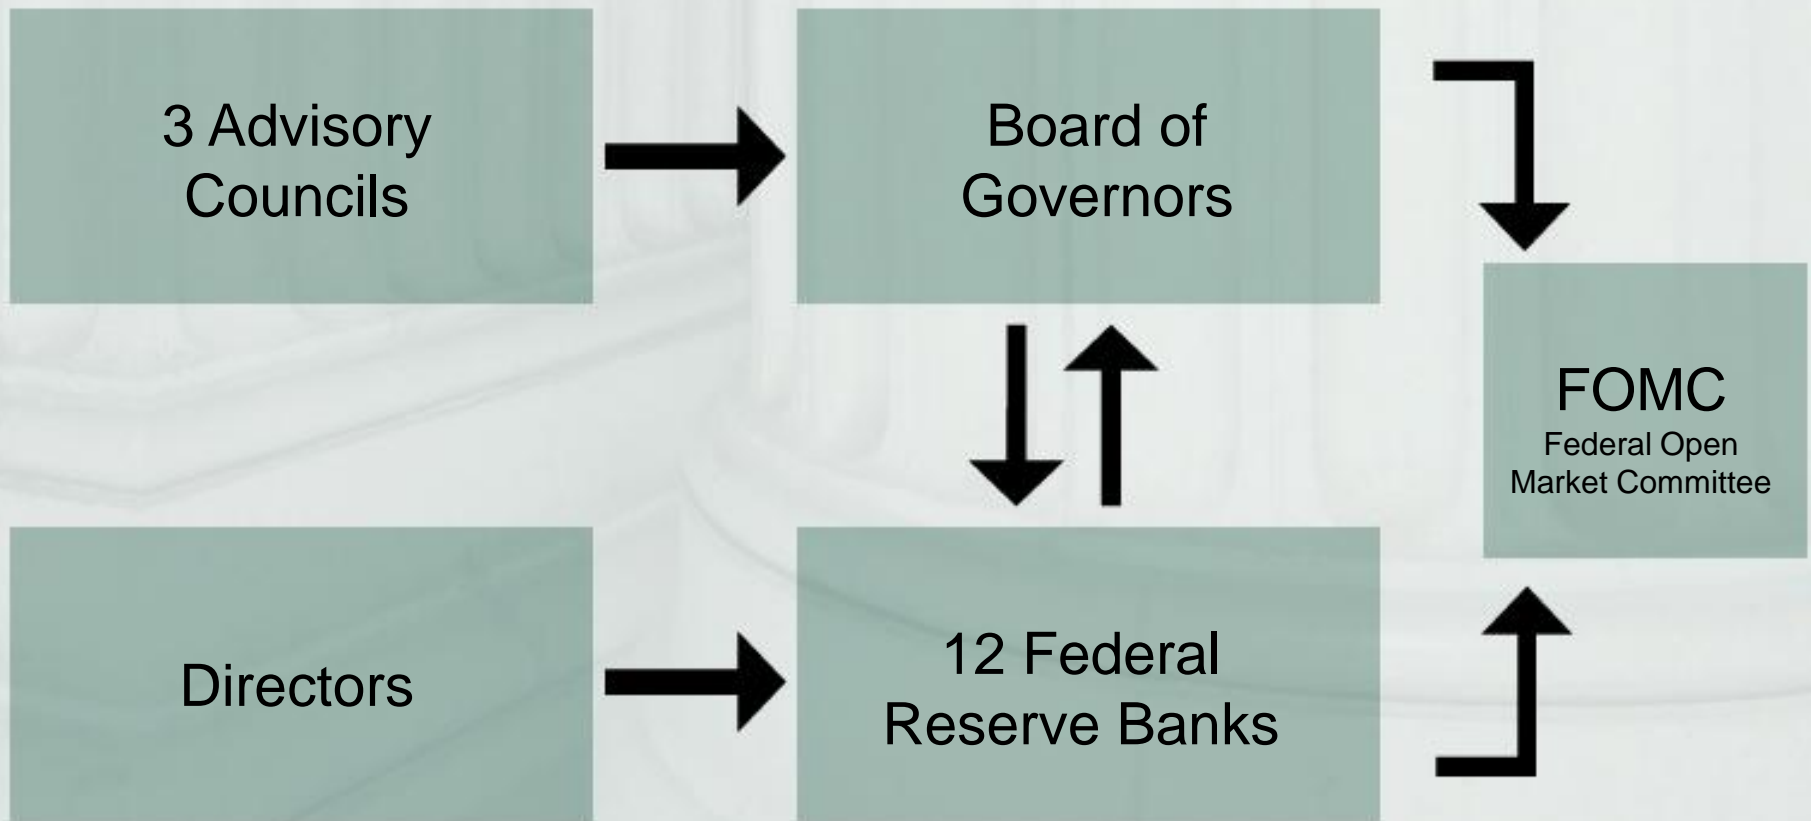 3 Advisory
Councils
Board of
Governors
FOMC
Federal Open
Market Committee
Directors
12 Federal
Reserve Banks